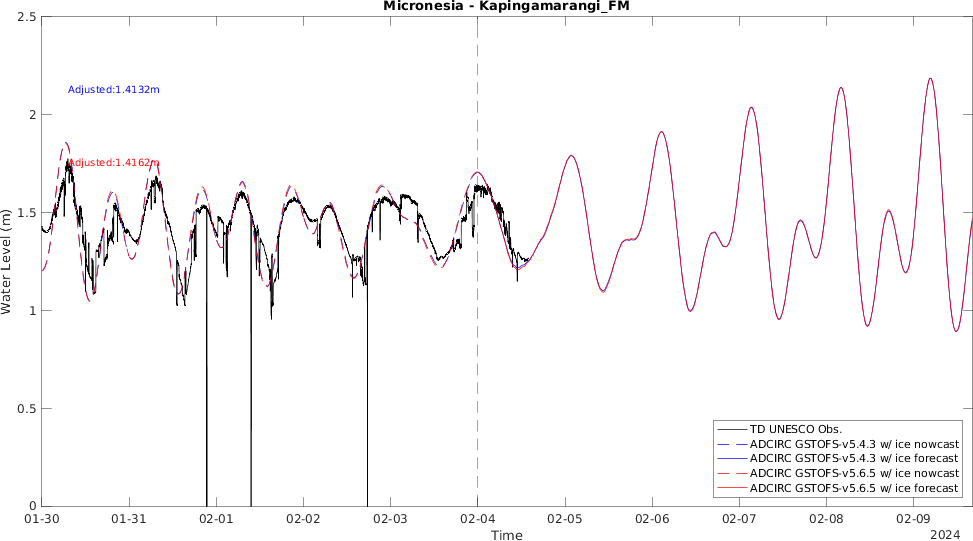 Micronesia - Kapingamarangi_FM
2.5
2
1.5
1
0.5
0
Water Level (m)
Adjusted:1.4132m
Adjusted:1.4162m
TD UNESCO Obs.
ADCIRC GSTOFS-v5.4.3 w/ ice nowcast
ADCIRC GSTOFS-v5.4.3 w/ ice forecast
ADCIRC GSTOFS-v5.6.5 w/ ice nowcast
ADCIRC GSTOFS-v5.6.5 w/ ice forecast
01-30 01-31 02-01 02-02 02-03 02-04 02-05 02-06 02-07 02-08 02-09
Time
2024